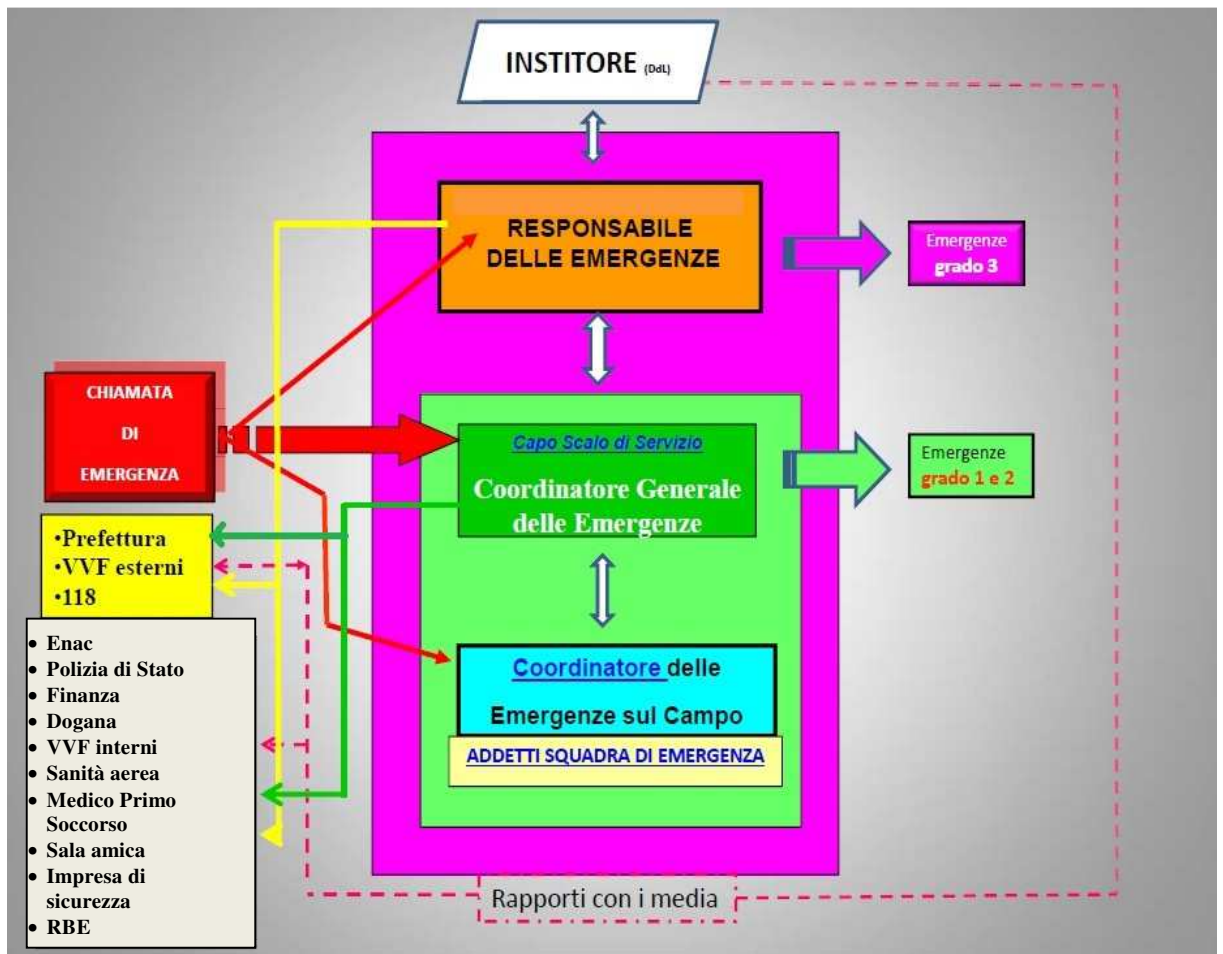 INSTITORE (DdL)
RESPONSABILE
DELLE EMERGENZE
Emergenze
grado 3
CHIAMATA
DI
EMERGENZA
Capo Scalo di Servizio
Coordinatore Generale
delle Emergenze
Emergenze
grado 1 e 2
•Prefettura
•VVF esterni
•118
• Enac
• Polizia di Stato
• Finanza
• Dogana
• VVF interni
• Sanità aerea
• Medico Primo
Soccorso
• Sala amica
• Impresa di
sicurezza
• RBE
Coordinatore delle
Emergenze sul Campo
ADDETTI SQUADRA DI EMERGENZA
Rapporti con i media